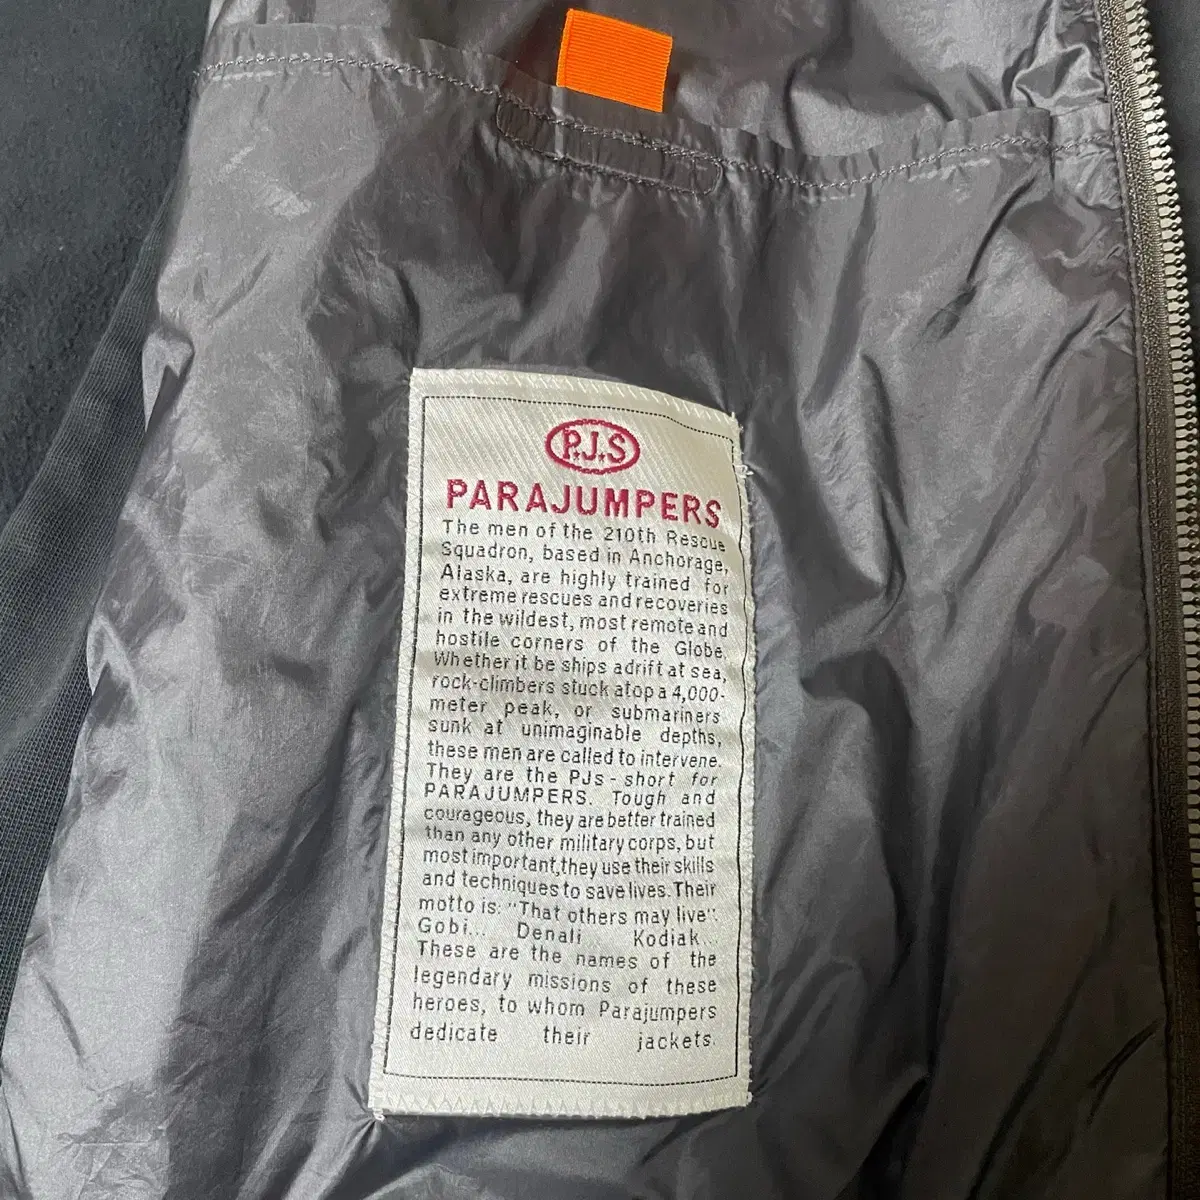 P.J.S
PARAJUMPERS
The men of the 210th Rescue
Squadron, based in Anchorage,
Alaska, are highly trained for
extreme rescues and recoveries
in the wildest, most remote and
hostile corners of the Globe.
Whether it be ships adrift at sea,
rock-climbers stuck atop a 4,000-
meter peak, or submariners
sunk at unimaginable depths,
these men are called to intervene.
They are the PJs - short for
PARAJUMPERS. Tough and
courageous, they are better trained
than any other military corps, but
most important,they use their skills
and techniques to save lives. Their
motto is: "That others may live".
Gobi... Denali Kodiak...
These are the names of the
legendary missions of these
heroes, to whom Parajumpers
dedicate their jackets.